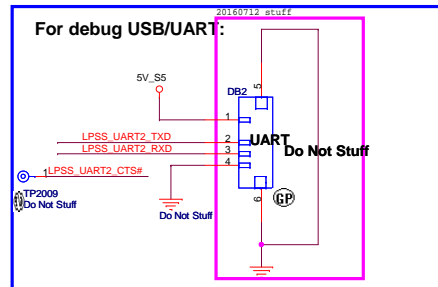 20160712 stuff
For debug USB/UART:
5V_S5
DB2
5
1
LPSS_UART2_TXD
2
UART
LPSS_UART2_RXD
3
Do Not Stuff
4
1
LPSS_UART2_CTS#
TP2009
Do Not Stuff
Do Not Stuff
6
GP